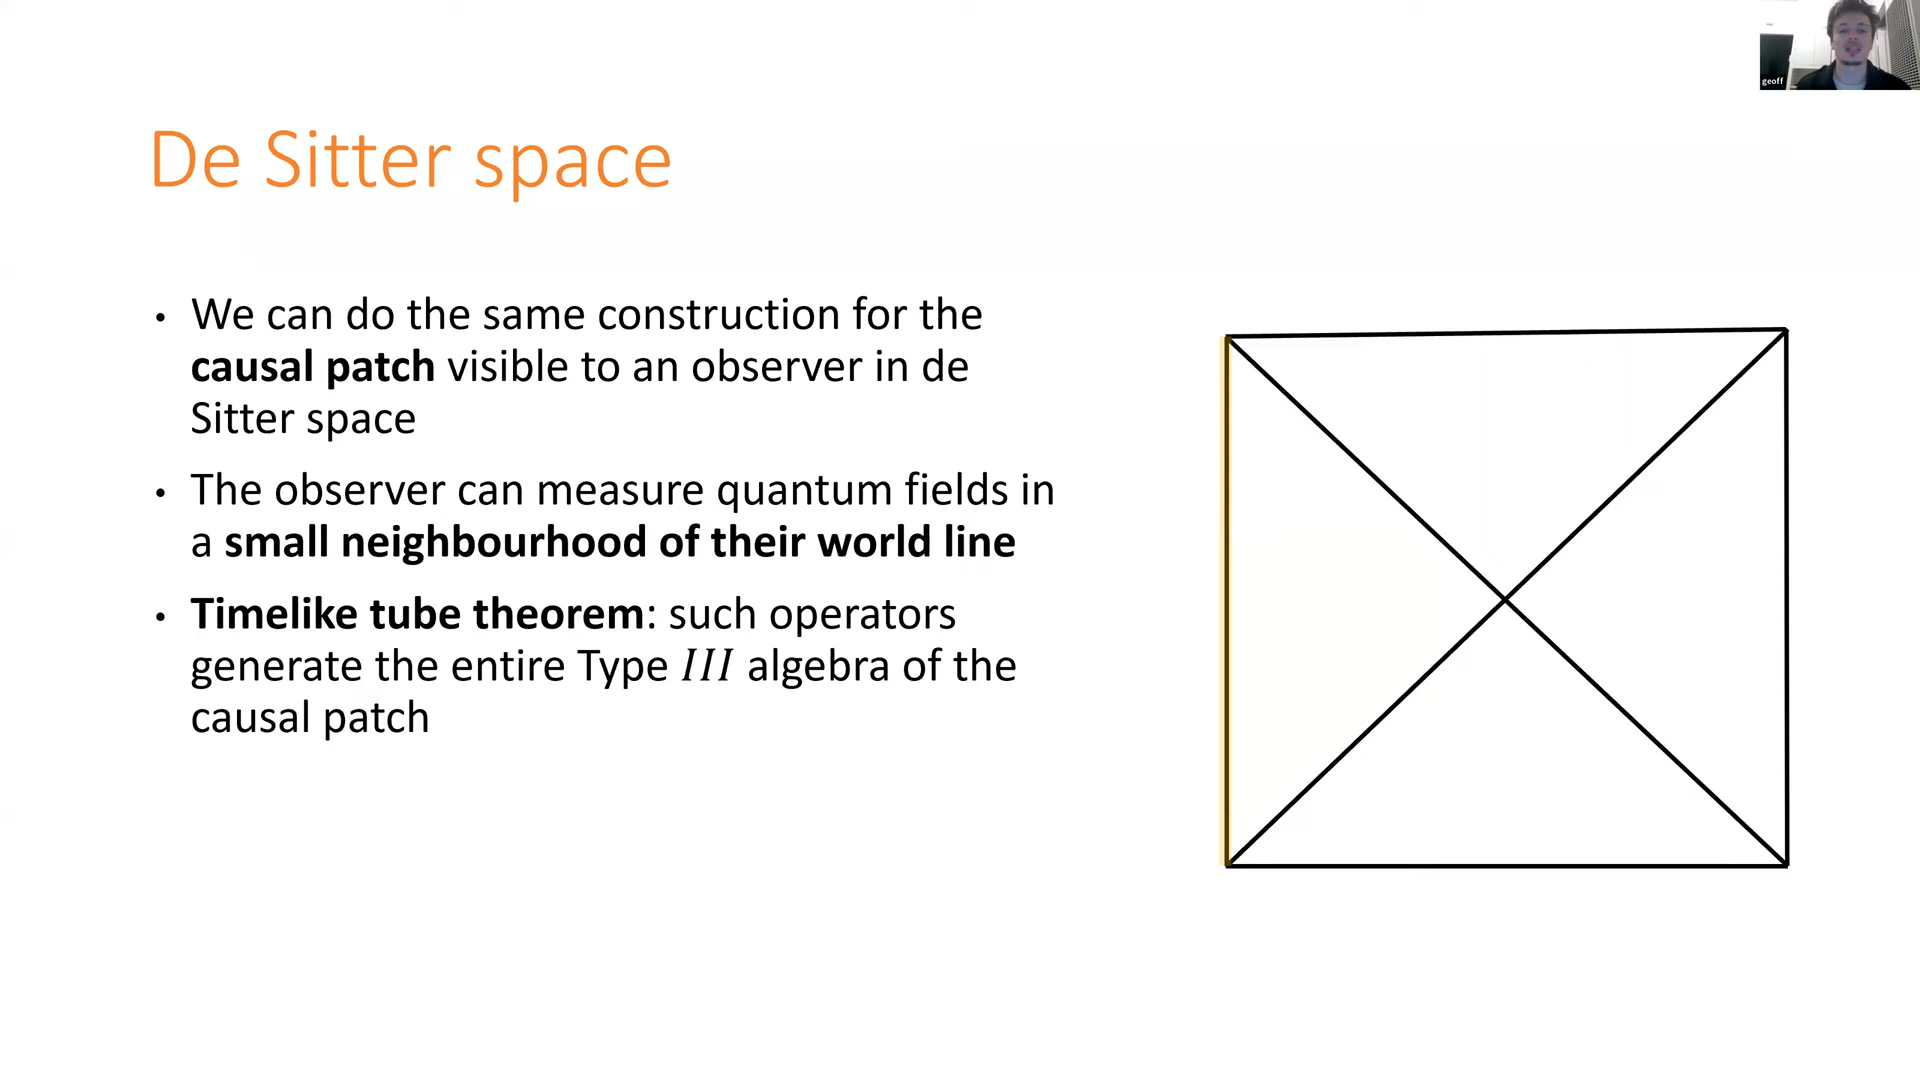 geoff
De Sitter space
• We can do the same construction for the
causal patch visible to an observer in de
Sitter space
• The observer can measure quantum fields in
a small neighbourhood of their world line
• Timelike tube theorem: such operators
generate the entire Type III algebra of the
causal patch